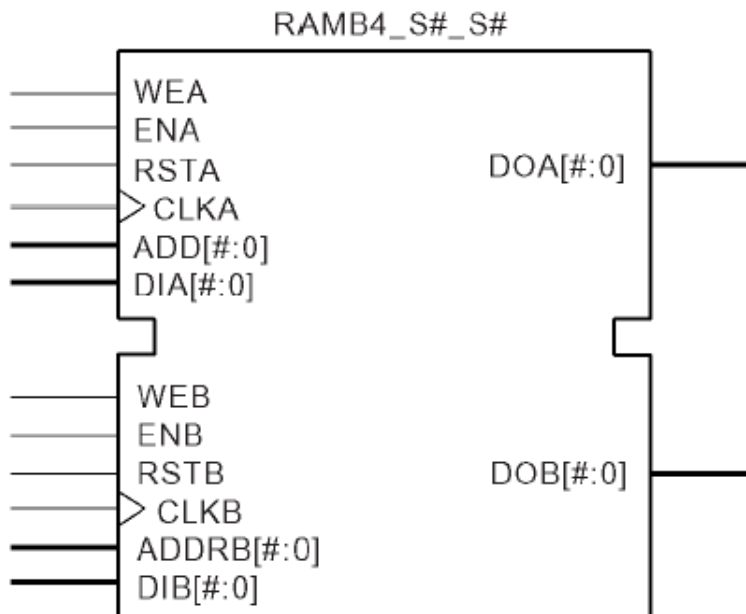 RAMB4_S#_S#
WEA
ENA
RSTA
DOA[#:0]
CLKA
ADD[#:0]
DIA[#:0]
WEB
ENB
RSTB
DOB[#:0]
CLKB
ADDRB[#:0]
DIB[#:0]